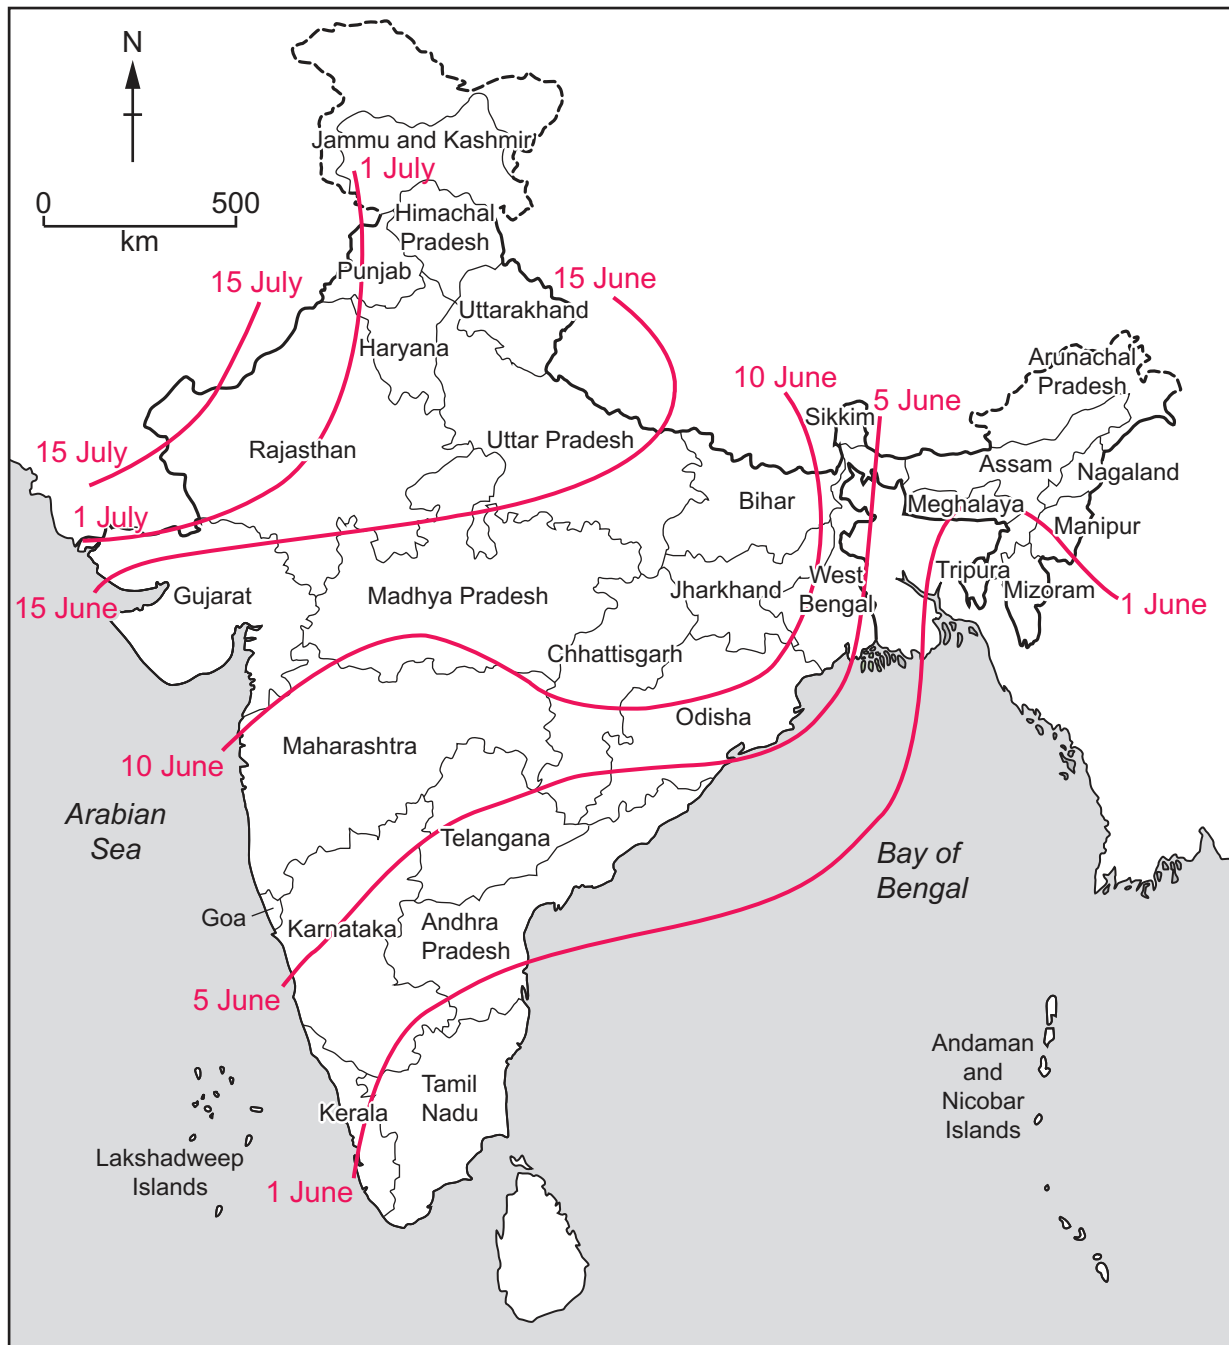 N
0
500
km
Jammu and Kashmir
1 July
Himachal
Pradesh
Punjab
15 July
15 June
Uttarakhand
Haryana
Arunachal
Pradesh
10 June
Sikkim
5 June
15 July
Rajasthan
Uttar Pradesh
Assam
Nagaland
Bihar
Meghalaya
1 July
Manipur
15 June
Gujarat
Madhya Pradesh
Jharkhand
West
Bengal
Tripura
Mizoram
1 June
Chhattisgarh
Odisha
Maharashtra
10 June
Arabian
Sea
Telangana
Bay of
Bengal
Goa
Karnataka
Andhra
Pradesh
5 June
Andaman
and
Nicobar
Islands
Tamil
Nadu
Kerala
Lakshadweep
Islands
1 June